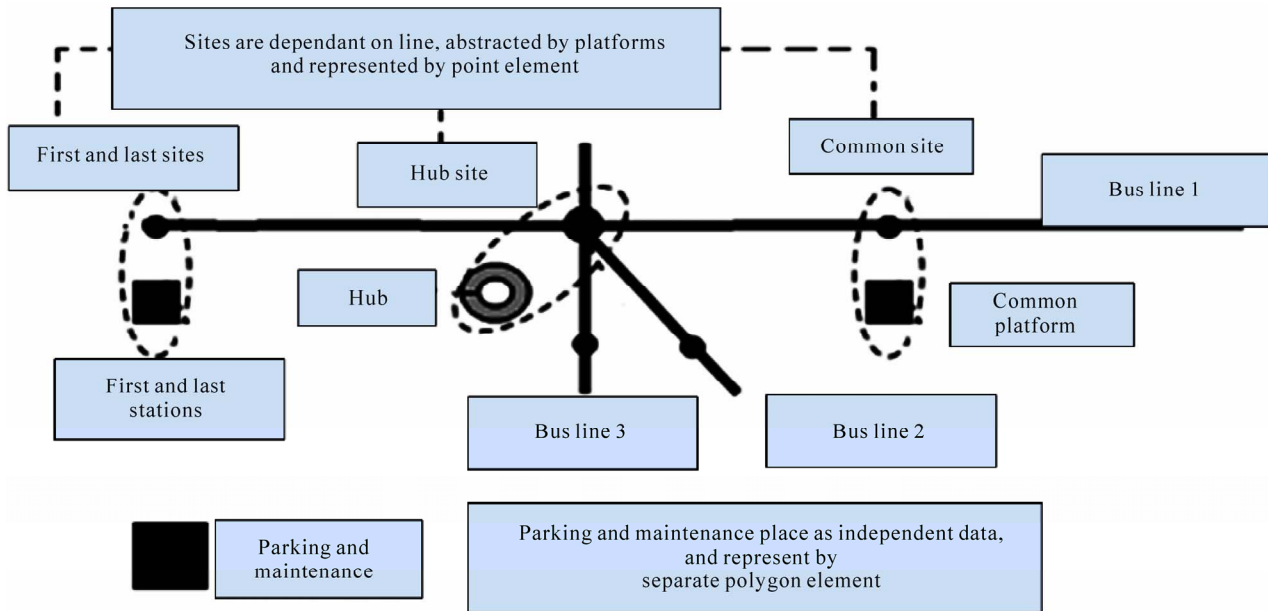 Sites are dependant on line, abstracted by platforms
and represented by point element
First and last sites
Hub site
Common site
Bus line 1
Hub
Common
platform
First and last
stations
Bus line 3
Bus line 2
Parking and
maintenance
Parking and maintenance place as independent data,
and represent by
separate polygon element